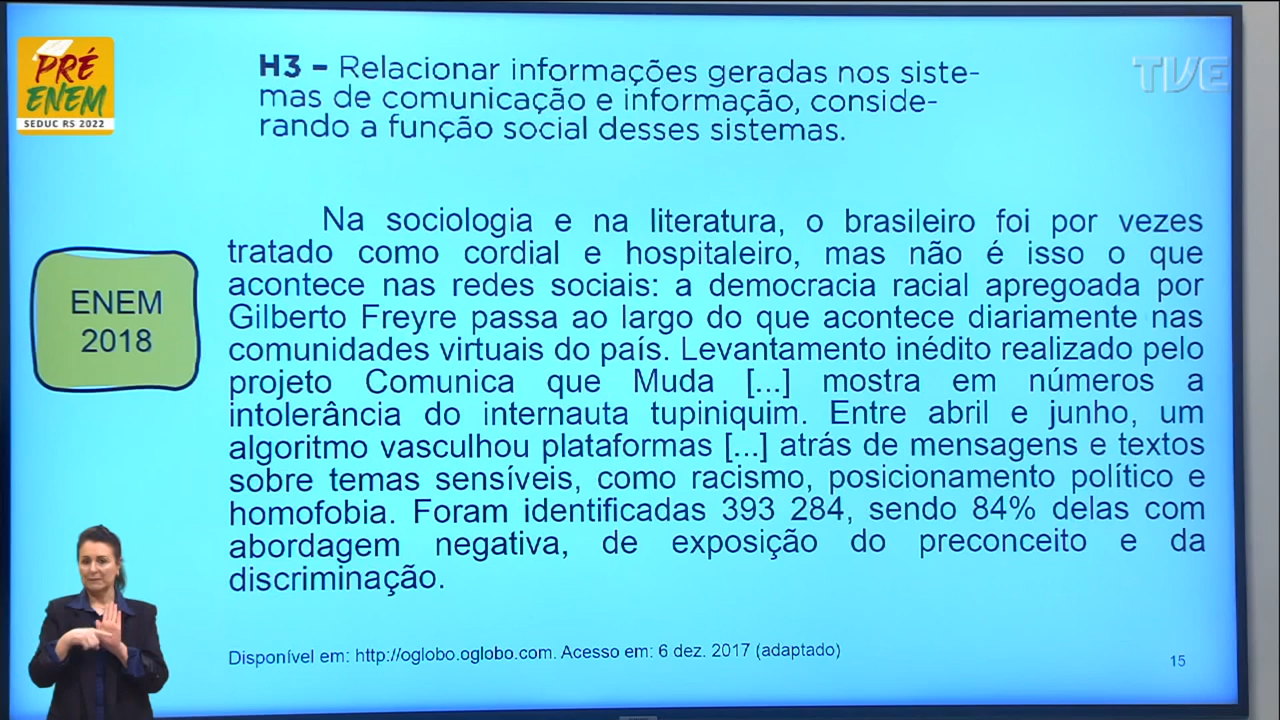 PRÉ
ENEM
SEDUC RS 2022
TVE
H3 – Relacionar informações geradas nos siste-
mas de comunicação e informação, conside-
rando a função social desses sistemas.
ENEM
2018
Na sociologia e na literatura, o brasileiro foi por vezes
tratado como cordial e hospitaleiro, mas não é isso o que
acontece nas redes sociais: a democracia racial apregoada por
Gilberto Freyre passa ao largo do que acontece diariamente nas
comunidades virtuais do país. Levantamento inédito realizado pelo
projeto Comunica que Muda [...] mostra em números a
intolerância do internauta tupiniquim. Entre abril e junho, um
algoritmo vasculhou plataformas [...] atrás de mensagens e textos
sobre temas sensíveis, como racismo, posicionamento político e
homofobia. Foram identificadas 393 284, sendo 84% delas com
abordagem negativa, de exposição do preconceito e da
discriminação.
Disponível em: http://oglobo.oglobo.com. Acesso em: 6 dez. 2017 (adaptado)
15